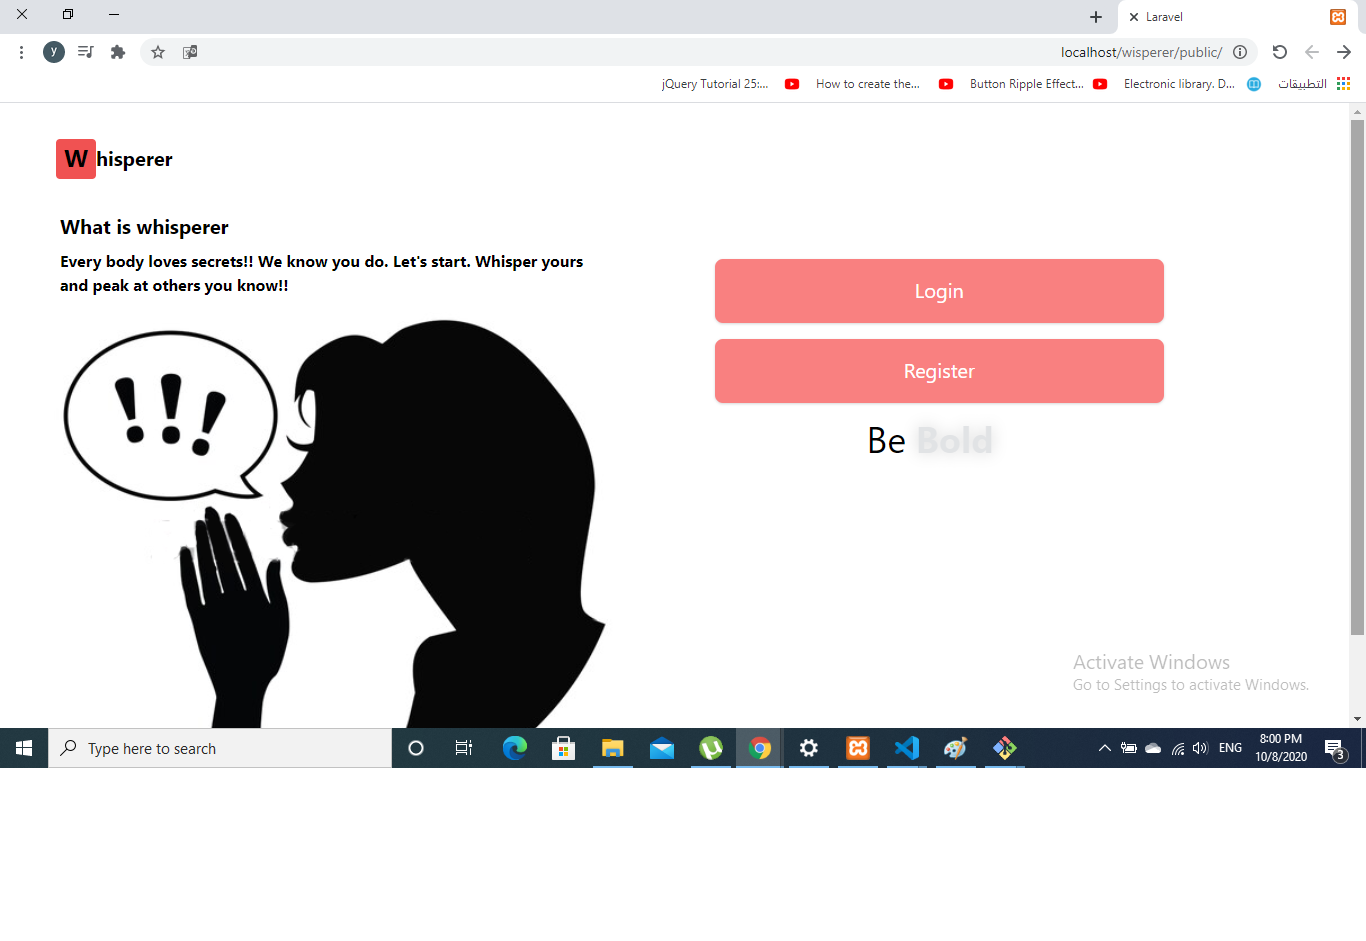 Laravel
y
localhost/wisperer/public/
jQuery Tutorial 25:...
How to create the...
Button Ripple Effect...
Electronic library. D...
التطبيقات
Whisperer
What is whisperer
Every body loves secrets!! We know you do. Let's start. Whisper yours
and peak at others you know!!
!!!
Login
Register
Be Bold
Activate Windows
Go to Settings to activate Windows.
Type here to search
ENG
8:00 PM
10/8/2020
3